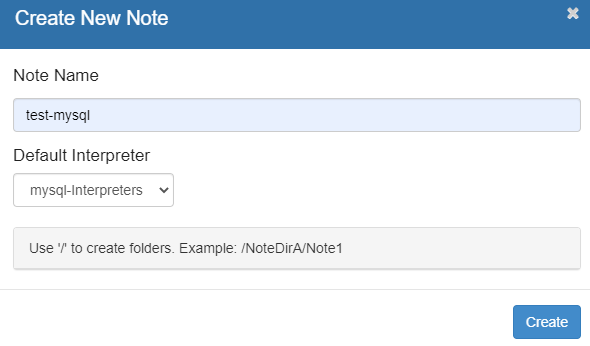 Create New Note
Note Name
test-mysql
Default Interpreter
mysql-Interpreters
Use '/' to create folders. Example: /NoteDirA/Note1
Create